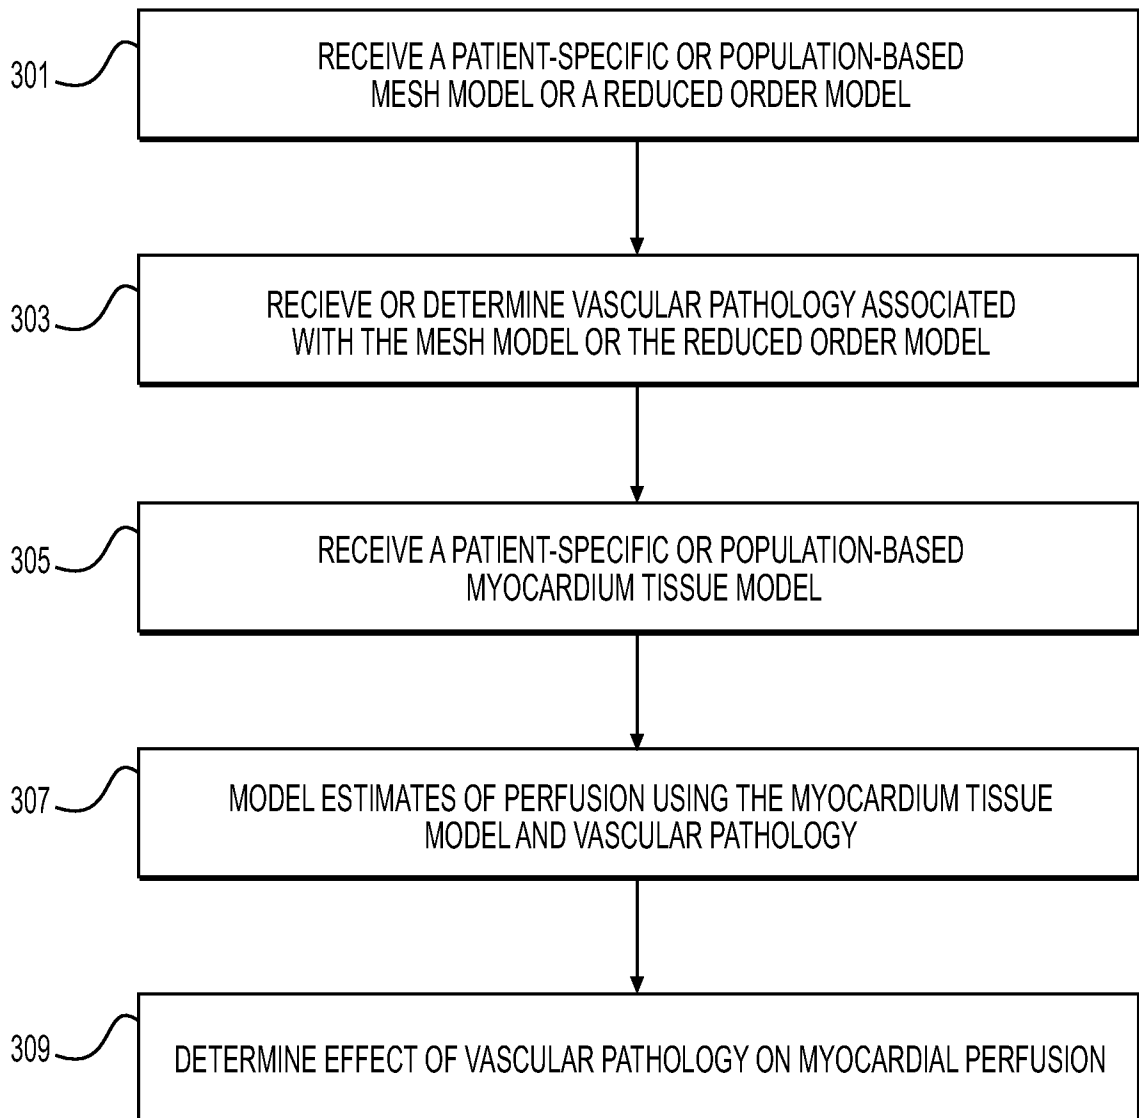 301
RECEIVE A PATIENT-SPECIFIC OR POPULATION-BASED
MESH MODEL OR A REDUCED ORDER MODEL
303
RECIEVE OR DETERMINE VASCULAR PATHOLOGY ASSOCIATED
WITH THE MESH MODEL OR THE REDUCED ORDER MODEL
305
RECEIVE A PATIENT-SPECIFIC OR POPULATION-BASED
MYOCARDIUM TISSUE MODEL
307
MODEL ESTIMATES OF PERFUSION USING THE MYOCARDIUM TISSUE
MODEL AND VASCULAR PATHOLOGY
309
DETERMINE EFFECT OF VASCULAR PATHOLOGY ON MYOCARDIAL PERFUSION